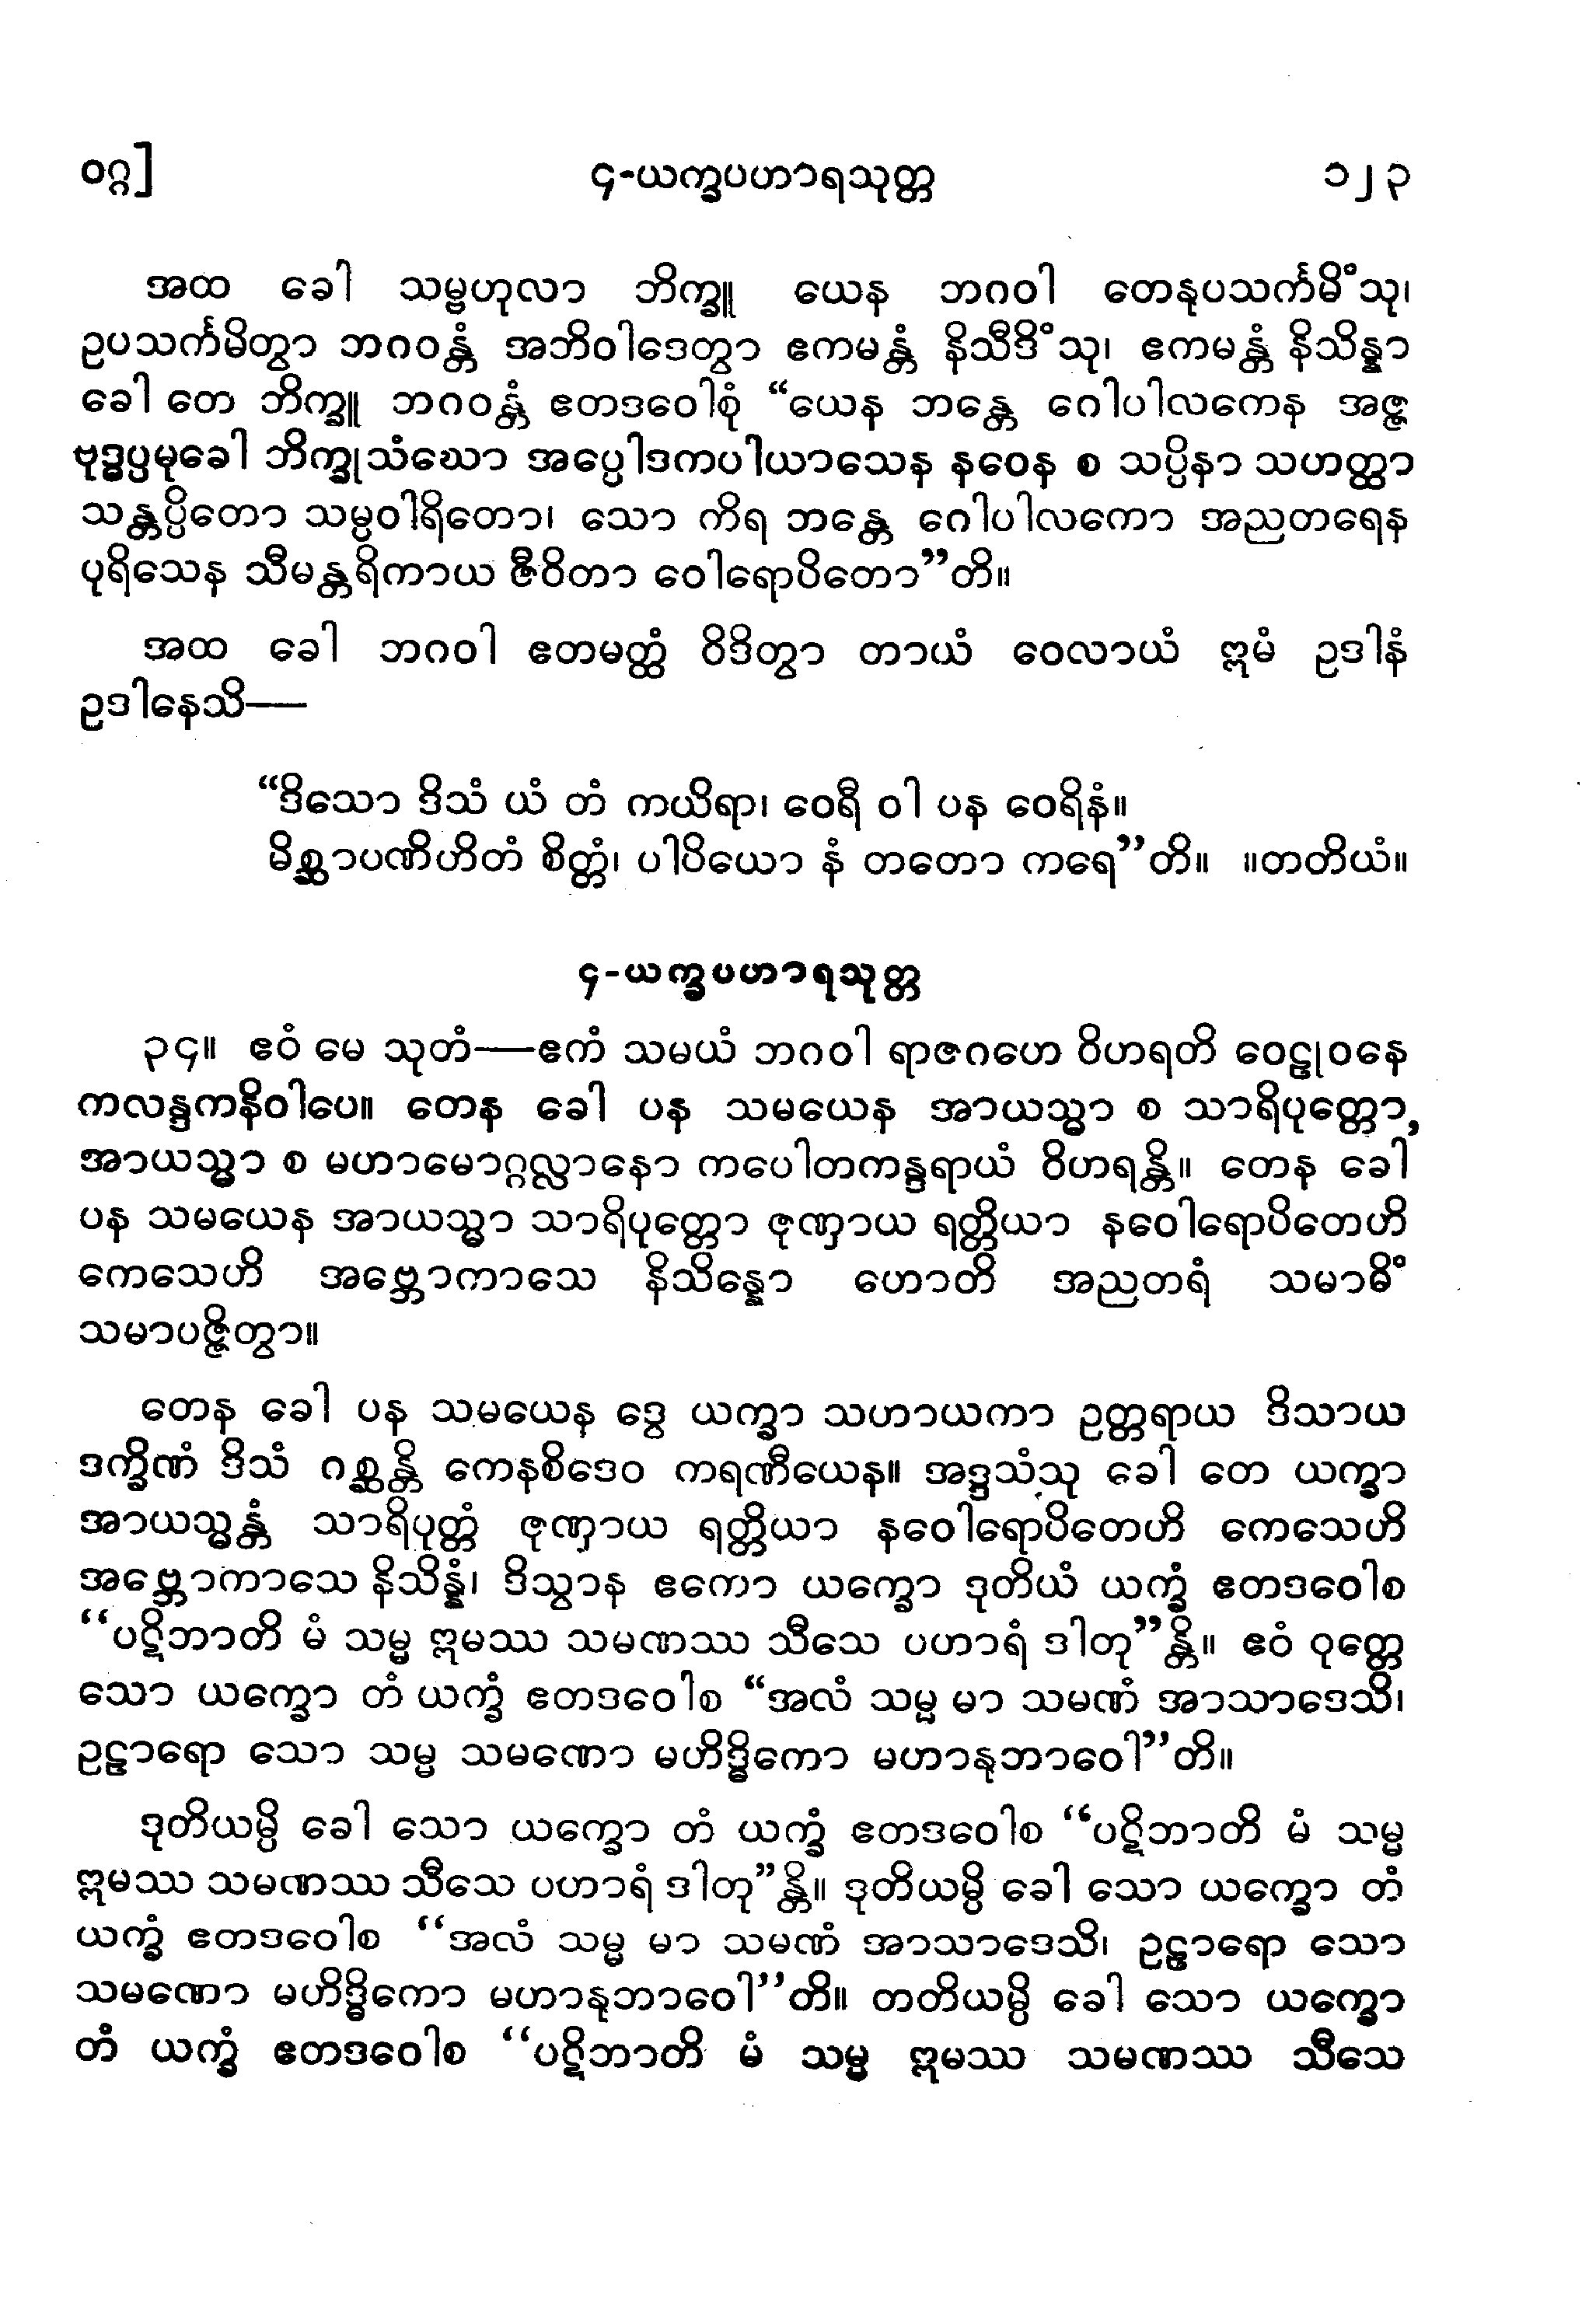 ဝဂ္ဂ]
၄-ယက္ခပဟာရသုတ္တ
၁၂၃
အထ ခေါ သမ္ဗဟုလာ ဘိက္ခူ ယေန ဘဂဝါ တေနုပသင်္ကမိံသု၊
ဥပသင်္ကမိတွာ ဘဂဝန္တံ အဘိဝါဒေတွာ ဧကမန္တံ နိသီဒိံသု၊ ဧကမန္တံ နိသိန္နာ
ခေါ တေ ဘိက္ခူ ဘဂဝန္တံ ဧတဒဝေါစုံ “ယေန ဘန္တေ ဂေါပါလကေန အဇ္ဇ
ဗုဒ္ဓပ္ပမုခေါ ဘိက္ခုသံဃော အပ္ပေါဒကပါယာသေန နဝေန စ သပ္ပိနာ သဟတ္ထာ
သန္တပ္ပိတော သမ္ပဝါရိတော၊ သော ကိရ ဘန္တေ ဂေါပါလကော အညတရေန
ပုရိသေန သီမန္တရိကာယ ဇီဝိတာ ဝေါရောပိတော”တိ။
အထ ခေါ ဘဂဝါ ဧတမတ္ထံ ဝိဒိတွာ တာယံ ဝေလာယံ ဣမံ ဥဒါနံ
ဥဒါနေသိ—
“ဒိသော ဒိသံ ယံ တံ ကယိရာ၊ ဝေရီ ဝါ ပန ဝေရိနံ။
မိစ္ဆာပဏိဟိတံ စိတ္တံ၊ ပါပိယော နံ တတော ကရေ”တိ။ ။တတိယံ။
၄-ယက္ခပဟာရသုတ္တ
၃၄။ ဧဝံ မေ သုတံ—ဧကံ သမယံ ဘဂဝါ ရာဇဂဟေ ဝိဟရတိ ဝေဠုဝနေ
ကလန္ဒကနိဝါပေ။ တေန ခေါ ပန သမယေန အာယသ္မာ စ သာရိပုတ္တော,
အာယသ္မာ စ မဟာမောဂ္ဂလ္လာနော ကပေါတကန္ဒရာယံ ဝိဟရန္တိ။ တေန ခေါ
ပန သမယေန အာယသ္မာ သာရိပုတ္တော ဇုဏှာယ ရတ္တိယာ နဝေါရောပိတေဟိ
ကေသေဟိ အဗ္ဘောကာသေ နိသိန္နော ဟောတိ အညတရံ သမာဓိံ
သမာပဇ္ဇိတွာ။
တေန ခေါ ပန သမယေန ဒွေ ယက္ခာ သဟာယကာ ဥတ္တရာယ ဒိသာယ
ဒက္ခိဏံ ဒိသံ ဂစ္ဆန္တိ ကေနစိဒေဝ ကရဏီယေန။ အဒ္ဒသံသု ခေါ တေ ယက္ခာ
အာယသ္မန္တံ သာရိပုတ္တံ ဇုဏှာယ ရတ္တိယာ နဝေါရောပိတေဟိ ကေသေဟိ
အဗ္ဘောကာသေ နိသိန္နံ၊ ဒိသွာန ဧကော ယက္ခော ဒုတိယံ ယက္ခံ ဧတဒဝေါစ
“ပဋိဘာတိ မံ သမ္မ ဣမဿ သမဏဿ သီသေ ပဟာရံ ဒါတု”န္တိ။ ဧဝံ ဝုတ္တေ
သော ယက္ခော တံ ယက္ခံ ဧတဒဝေါစ “အလံ သမ္မ မာ သမဏံ အာသာဒေသိ၊
ဥဠာရော သော သမ္မ သမဏော မဟိဒ္ဓိကော မဟာနုဘာဝေါ”တိ။
ဒုတိယမ္ပိ ခေါ သော ယက္ခော တံ ယက္ခံ ဧတဒဝေါစ “ပဋိဘာတိ မံ သမ္မ
ဣမဿ သမဏဿ သီသေ ပဟာရံ ဒါတု”န္တိ။ ဒုတိယမ္ပိ ခေါ သော ယက္ခော တံ
ယက္ခံ ဧတဒဝေါစ “အလံ သမ္မ မာ သမဏံ အာသာဒေသိ၊ ဥဠာရော သော
သမဏော မဟိဒ္ဓိကော မဟာနုဘာဝေါ”တိ။ တတိယမ္ပိ ခေါ သော ယက္ခော
တံ ယက္ခံ ဧတဒဝေါစ “ပဋိဘာတိ မံ သမ္မ ဣမဿ သမဏဿ သီသေ